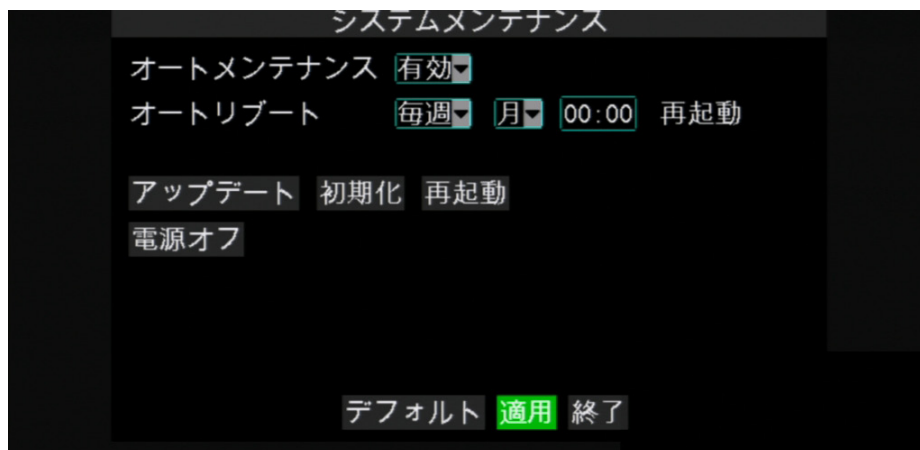 システムメンテナンス
オートメンテナンス 有効
オートリブート 毎週 月 00:00 再起動
アップデート 初期化 再起動
電源オフ
デフォルト 適用 終了